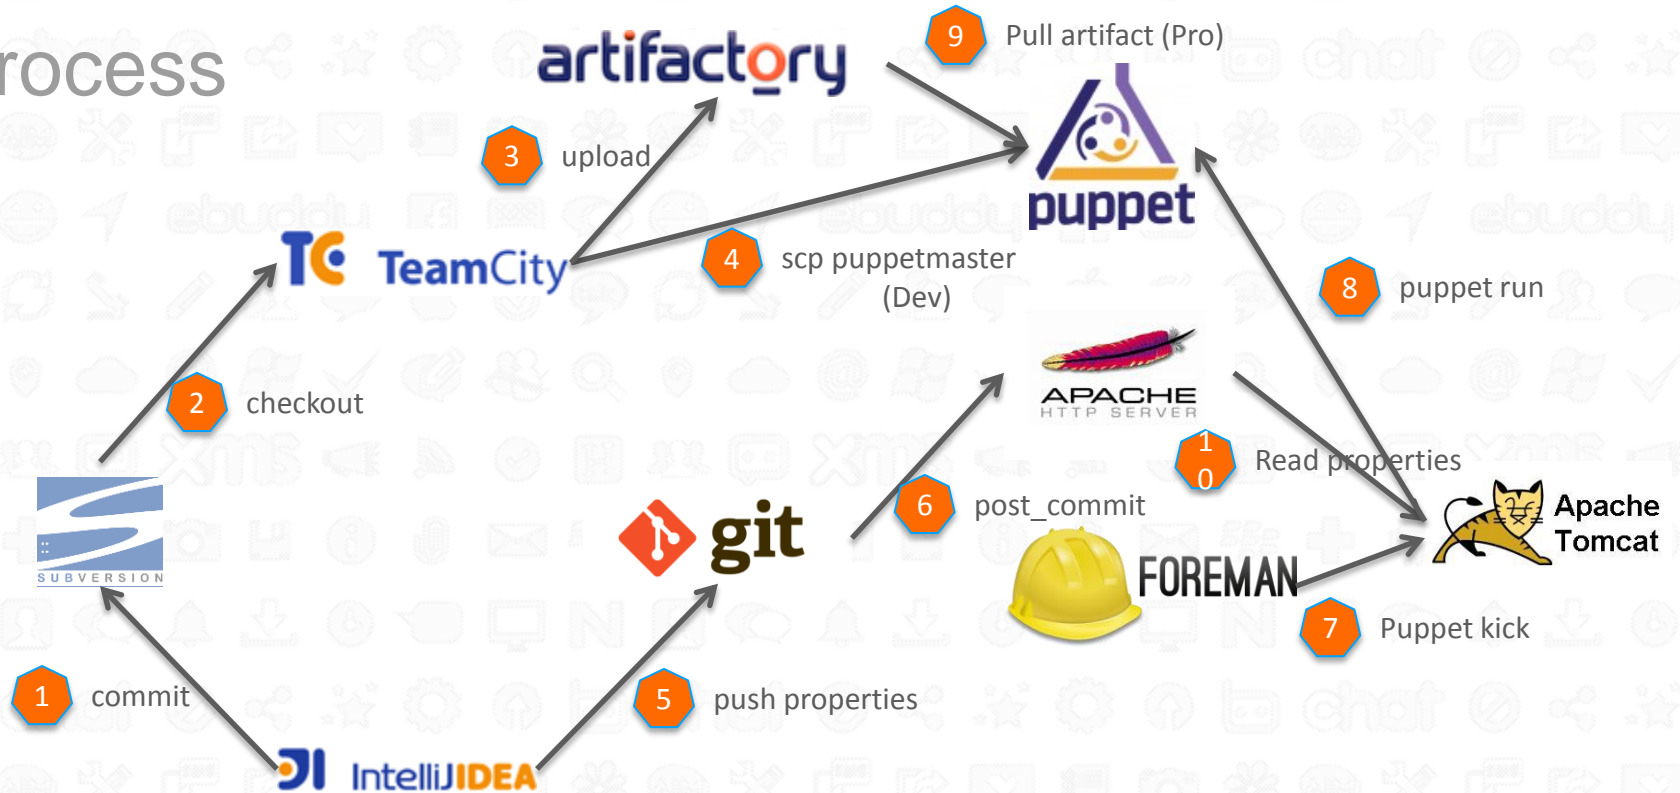 rocess
artifactory
9
Pull artifact (Pro)
3
upload
puppet
TC TeamCity
4
scp puppetmaster
(Dev)
8
puppet run
APACHE
HTTP SERVER
2
checkout
10
Read properties
SUBVERSION
git
6
post_commit
Apache
Tomcat
FOREMAN
7
Puppet kick
1
commit
5
push properties
IntelliJIDEA